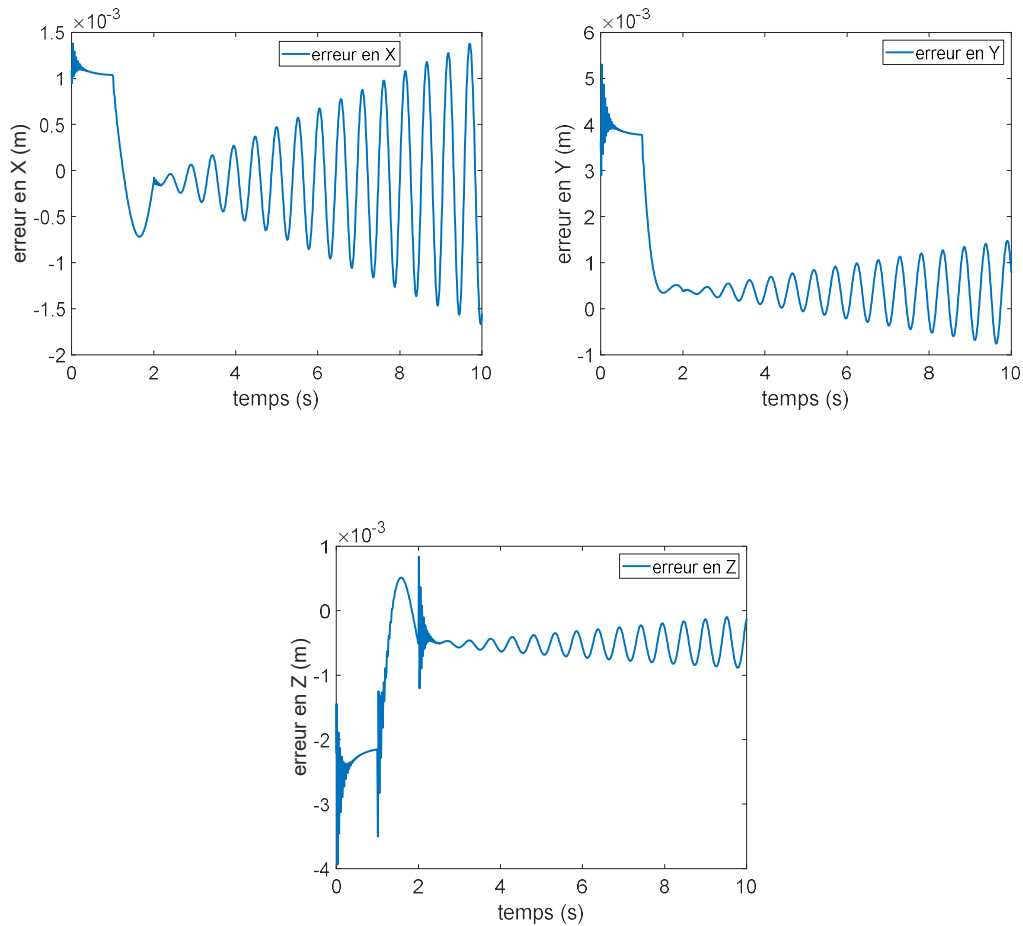 ×10-3
1.5
1
0.5
0
-0.5
-1
-1.5
-2
erreur en X (m)
erreur en X
0 2 4 6 8 10
temps (s)
×10-3
6
5
4
3
2
1
0
-1
erreur en Y (m)
erreur en Y
0 2 4 6 8 10
temps (s)
×10-3
1
0
-1
-2
-3
-4
erreur en Z (m)
erreur en Z
0 2 4 6 8 10
temps (s)